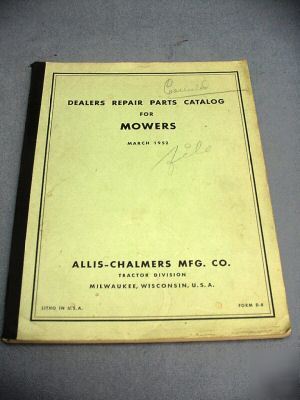 DEALERS REPAIR PARTS CATALOG
FOR
MOWERS
MARCH 1952
File
ALLIS-CHALMERS MFG. CO.
TRACTOR DIVISION
MILWAUKEE, WISCONSIN, U.S.A.
LITHO IN U.S.A. FORM D-8